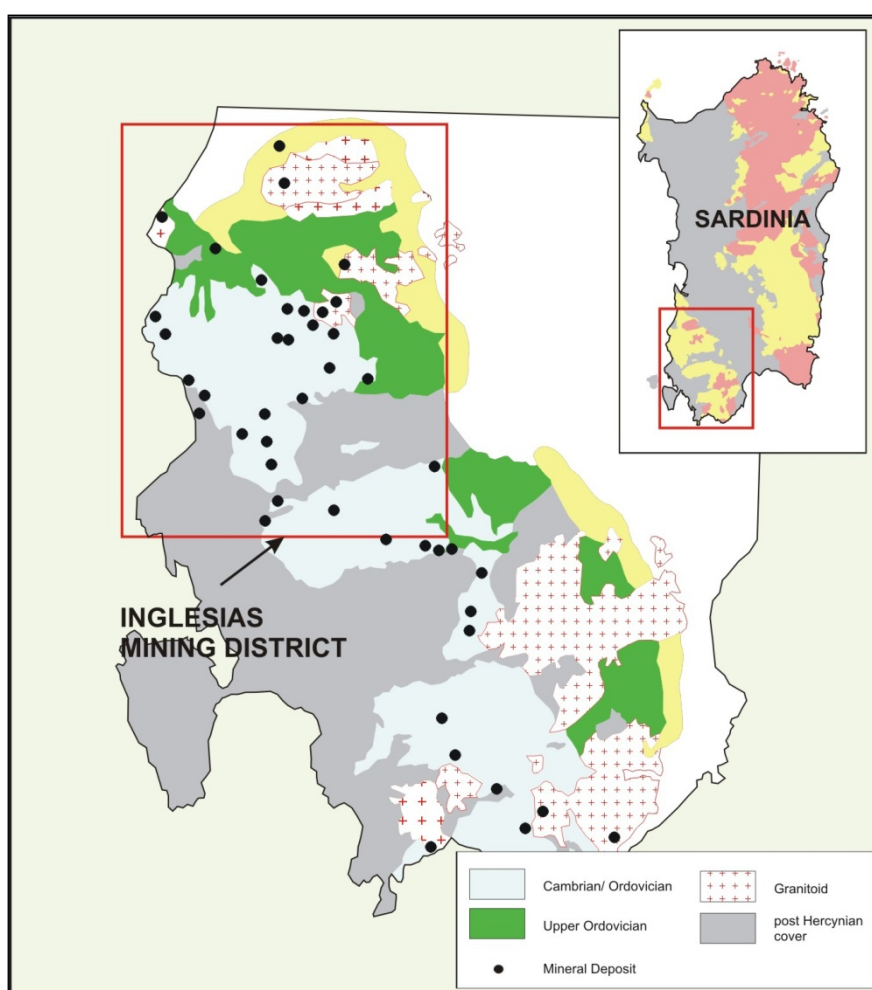 SARDINIA
INGLESIAS
MINING DISTRICT
Cambrian/ Ordovician
Upper Ordovician
Mineral Deposit
Granitoid
post Hercynian
cover